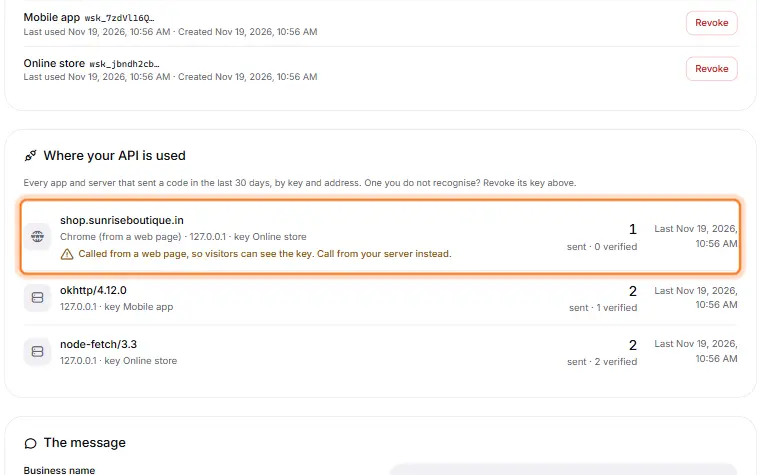 Mobile app wsk_7zdVl16Q…
Last used Nov 19, 2026, 10:56 AM · Created Nov 19, 2026, 10:56 AM
Revoke
Online store wsk_jbndh2cb…
Last used Nov 19, 2026, 10:56 AM · Created Nov 19, 2026, 10:56 AM
Revoke
Where your API is used
Every app and server that sent a code in the last 30 days, by key and address. One you do not recognise? Revoke its key above.
WWW
shop.sunriseboutique.in
Chrome (from a web page) · 127.0.0.1 · key Online store
Called from a web page, so visitors can see the key. Call from your server instead.
1
sent · 0 verified
Last Nov 19, 2026,
10:56 AM
okhttp/4.12.0
127.0.0.1 · key Mobile app
2
sent · 1 verified
Last Nov 19, 2026,
10:56 AM
node-fetch/3.3
127.0.0.1 · key Online store
2
sent · 2 verified
Last Nov 19, 2026,
10:56 AM
The message
Business name